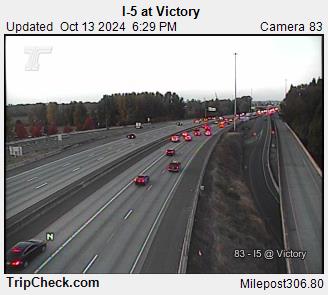 I-5 at Victory
Updated Oct 13 2024 6:29 PM Camera 83
T
N
83 - I5 @ Victory
TripCheck.com Milepost306.80